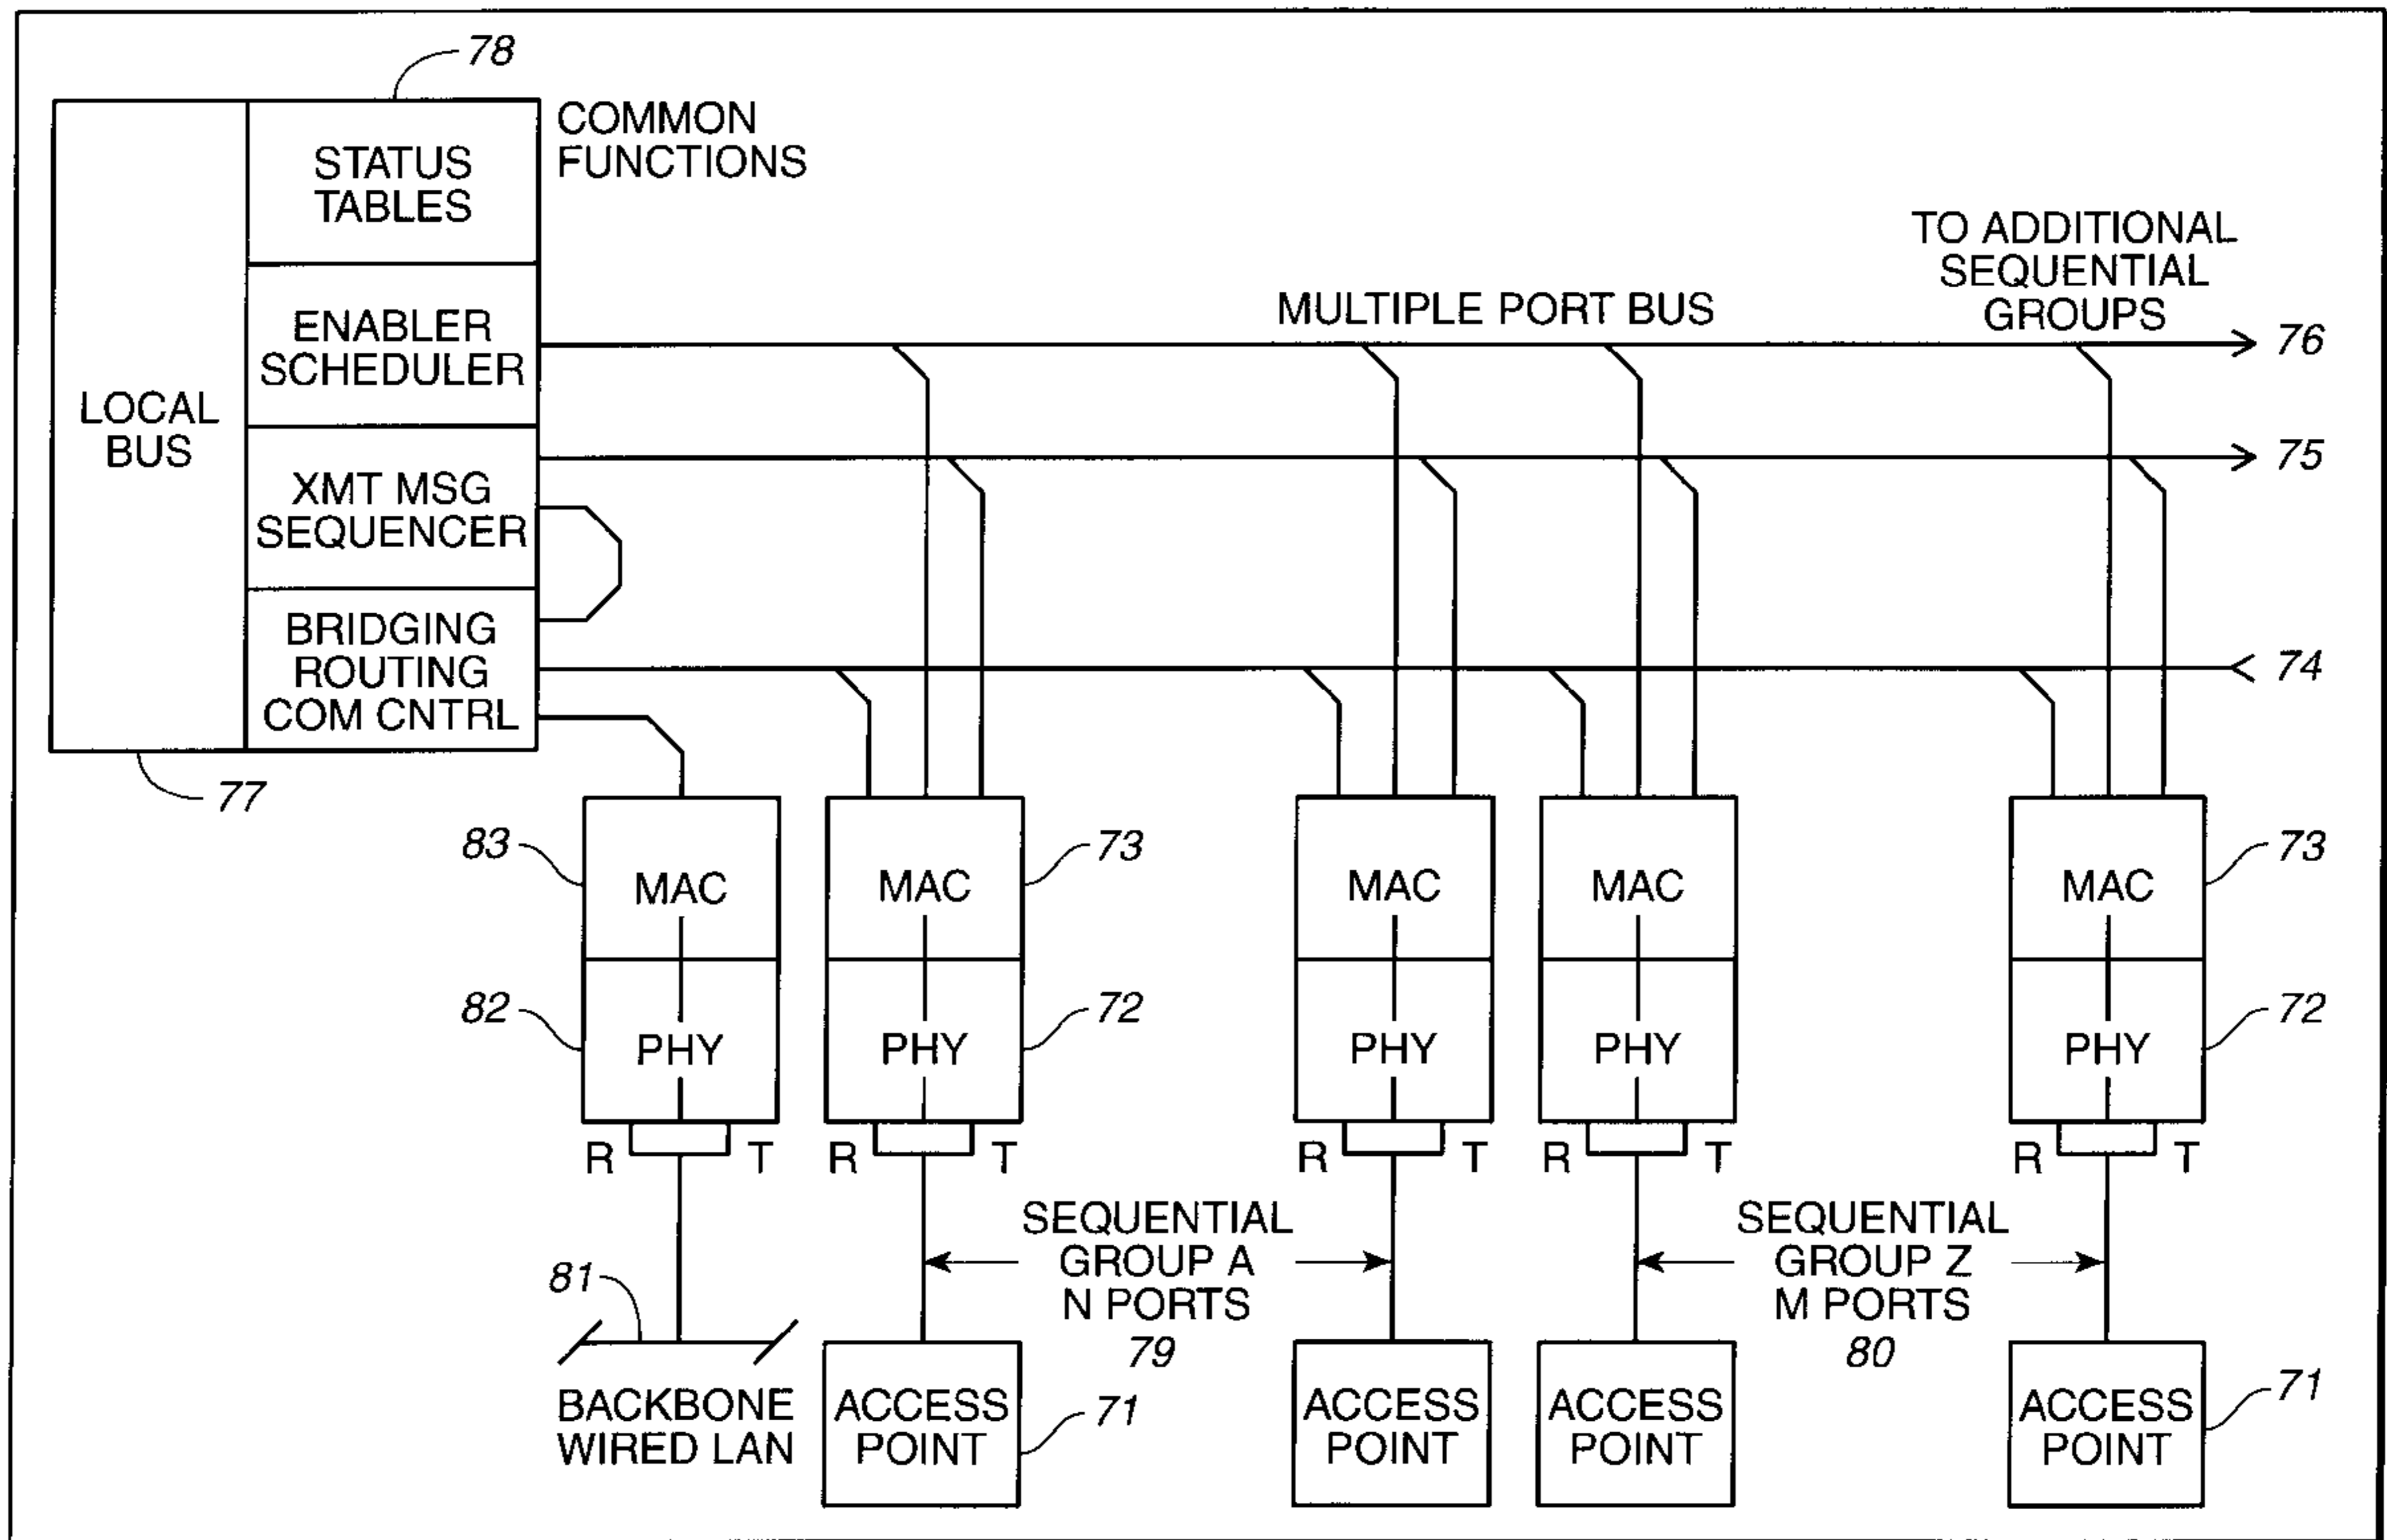 78
COMMON
FUNCTIONS
STATUS
TABLES
ENABLER
SCHEDULER
LOCAL
BUS
XMT MSG
SEQUENCER
BRIDGING
ROUTING
COM CNTRL
77
MULTIPLE PORT BUS
TO ADDITIONAL
SEQUENTIAL
GROUPS
76
75
74
83
MAC
MAC
73
MAC
MAC
MAC
73
82
PHY
PHY
72
PHY
PHY
PHY
72
R T
R T
R T
R T
R T
SEQUENTIAL
GROUP A
N PORTS
79
SEQUENTIAL
GROUP Z
M PORTS
80
81
BACKBONE
WIRED LAN
ACCESS
POINT
71
ACCESS
POINT
ACCESS
POINT
ACCESS
POINT
71